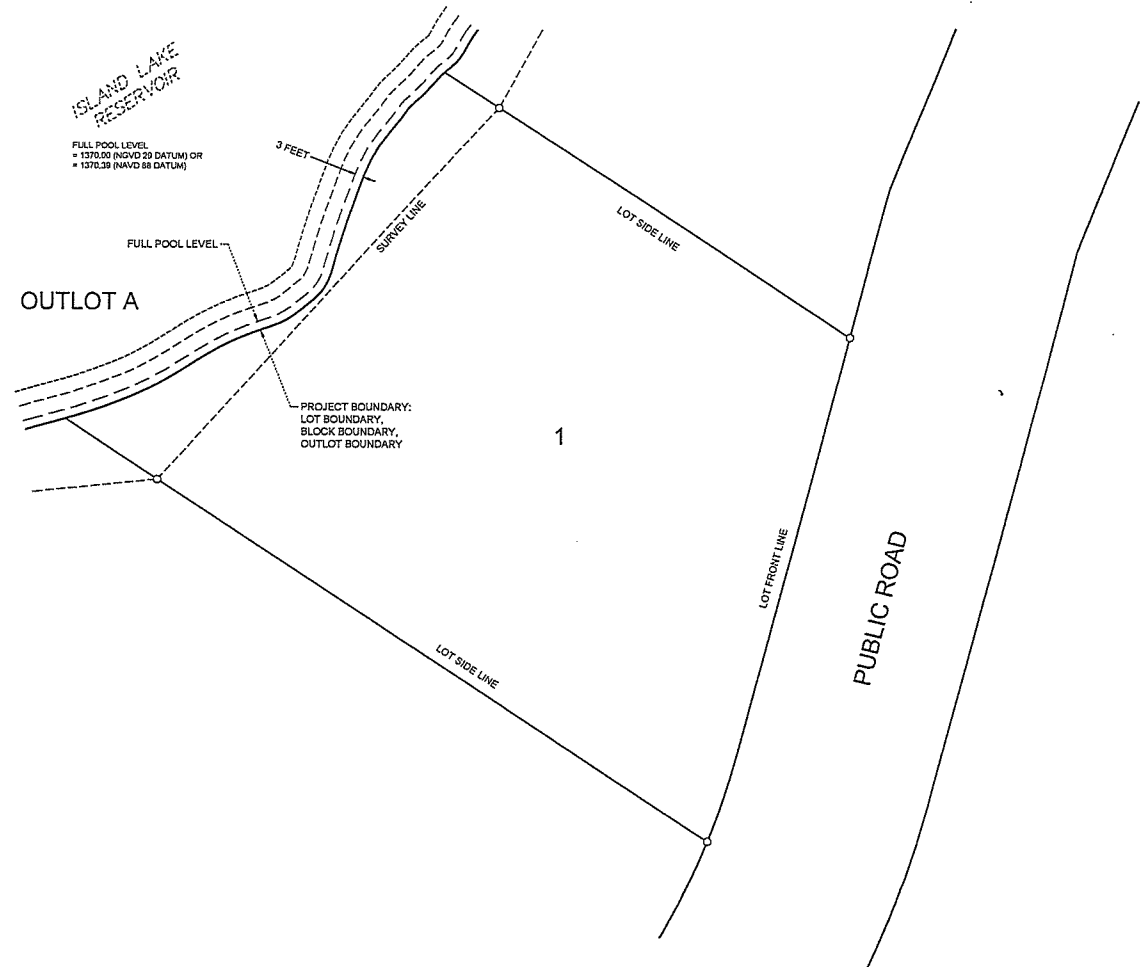 ISLAND LAKE
RESERVOIR
FULL POOL LEVEL
= 1370.00 (NGVD 29 DATUM) OR
= 1370.39 (NAVD 88 DATUM)
3 FEET
SURVEY LINE
LOT SIDE LINE
FULL POOL LEVEL
OUTLOT A
PROJECT BOUNDARY:
LOT BOUNDARY,
BLOCK BOUNDARY,
OUTLOT BOUNDARY
1
LOT FRONT LINE
PUBLIC ROAD
LOT SIDE LINE